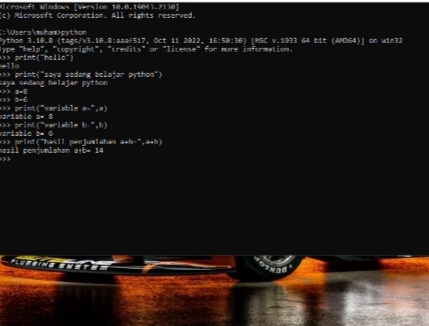 Microsoft Windows [Version 10.0.19043.2130]
(c) Microsoft Corporation. All rights reserved.
C:\Users\muham>python
Python 3.10.8 (tags/v3.10.8:aaaf517, Oct 11 2022, 16:50:30) [MSC v.1933 64 bit (AMD64)] on win32
Type "help", "copyright", "credits" or "license" for more information.
>>> print("hello")
hello
>>> print("saya sedang belajar python")
saya sedang belajar python
>>> a=8
>>> b=6
>>> print("variable a=",a)
variable a= 8
>>> print("variable b=",b)
variable b= 6
>>> print("hasil penjumlahan a+b=",a+b)
hasil penjumlahan a+b= 14
>>>
PLUMBING SYSTEM
DUNLOP